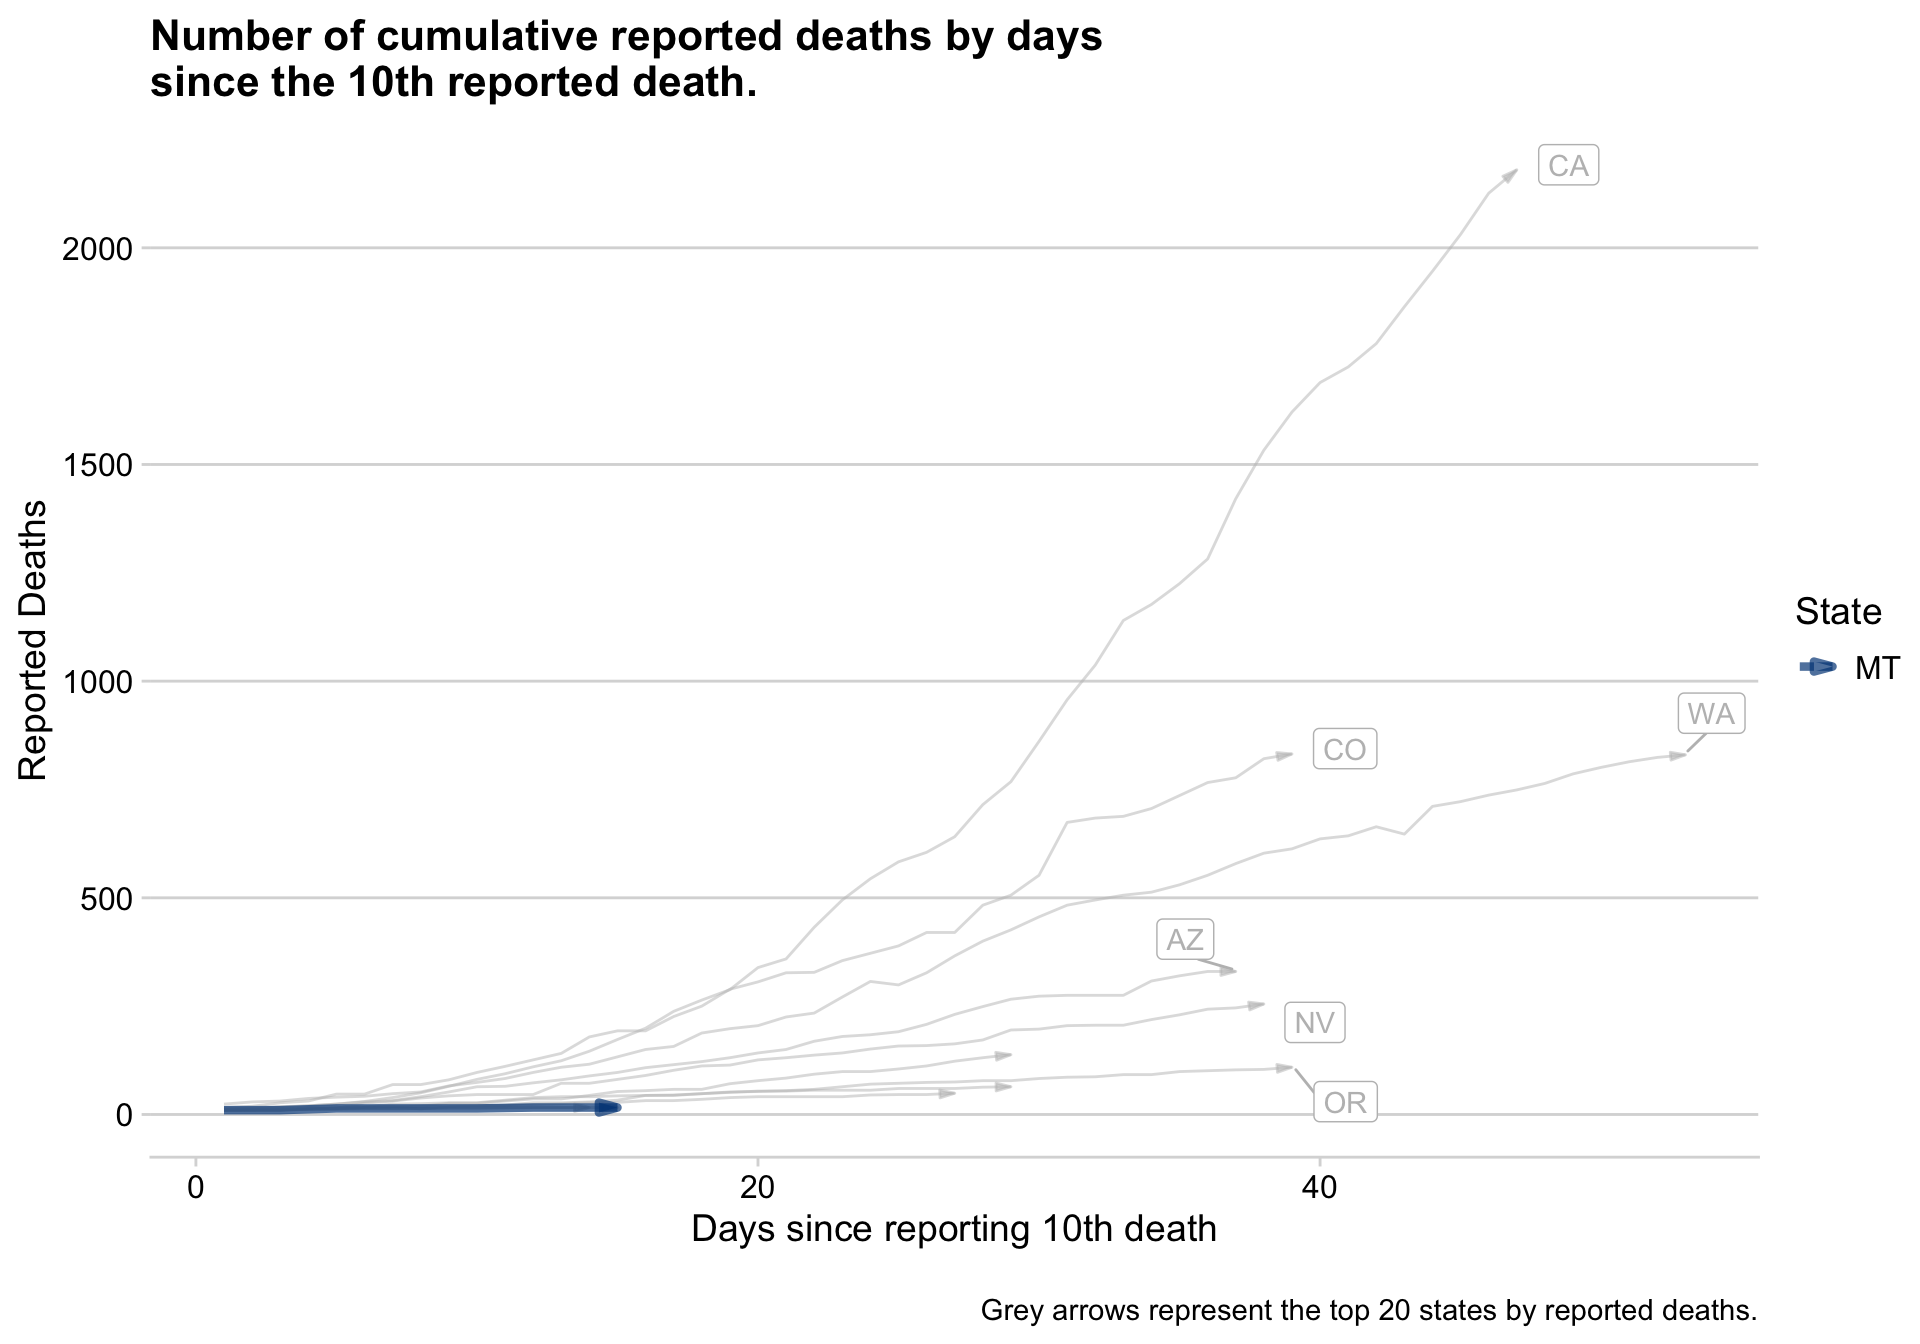 Number of cumulative reported deaths by days
since the 10th reported death.
CA
2000
1500
1000
500
0
Reported Deaths
WA
CO
AZ
NV
OR
State
MT
0
20
40
Days since reporting 10th death
Grey arrows represent the top 20 states by reported deaths.